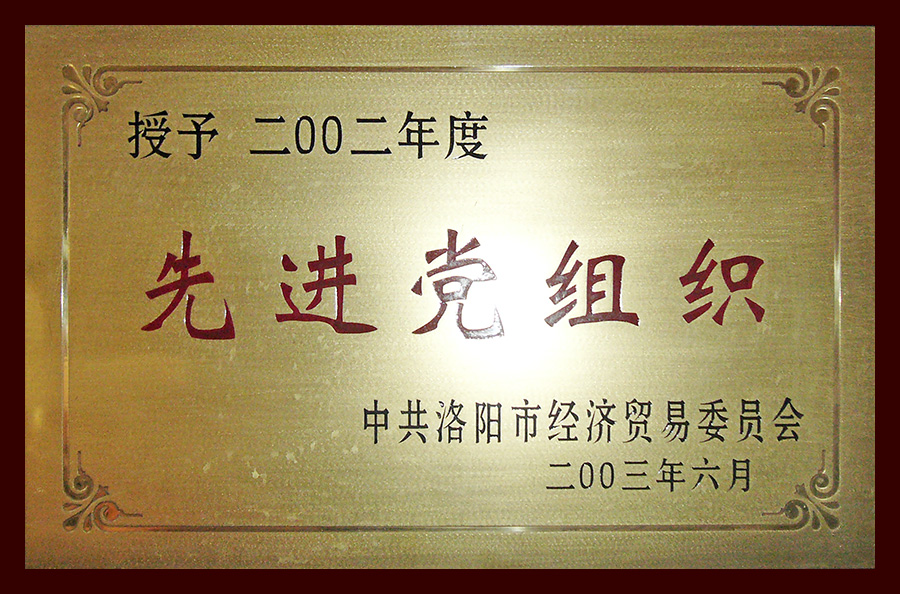 授予 二00二年度
先进党组织
中共洛阳市经济贸易委员会
二00三年六月